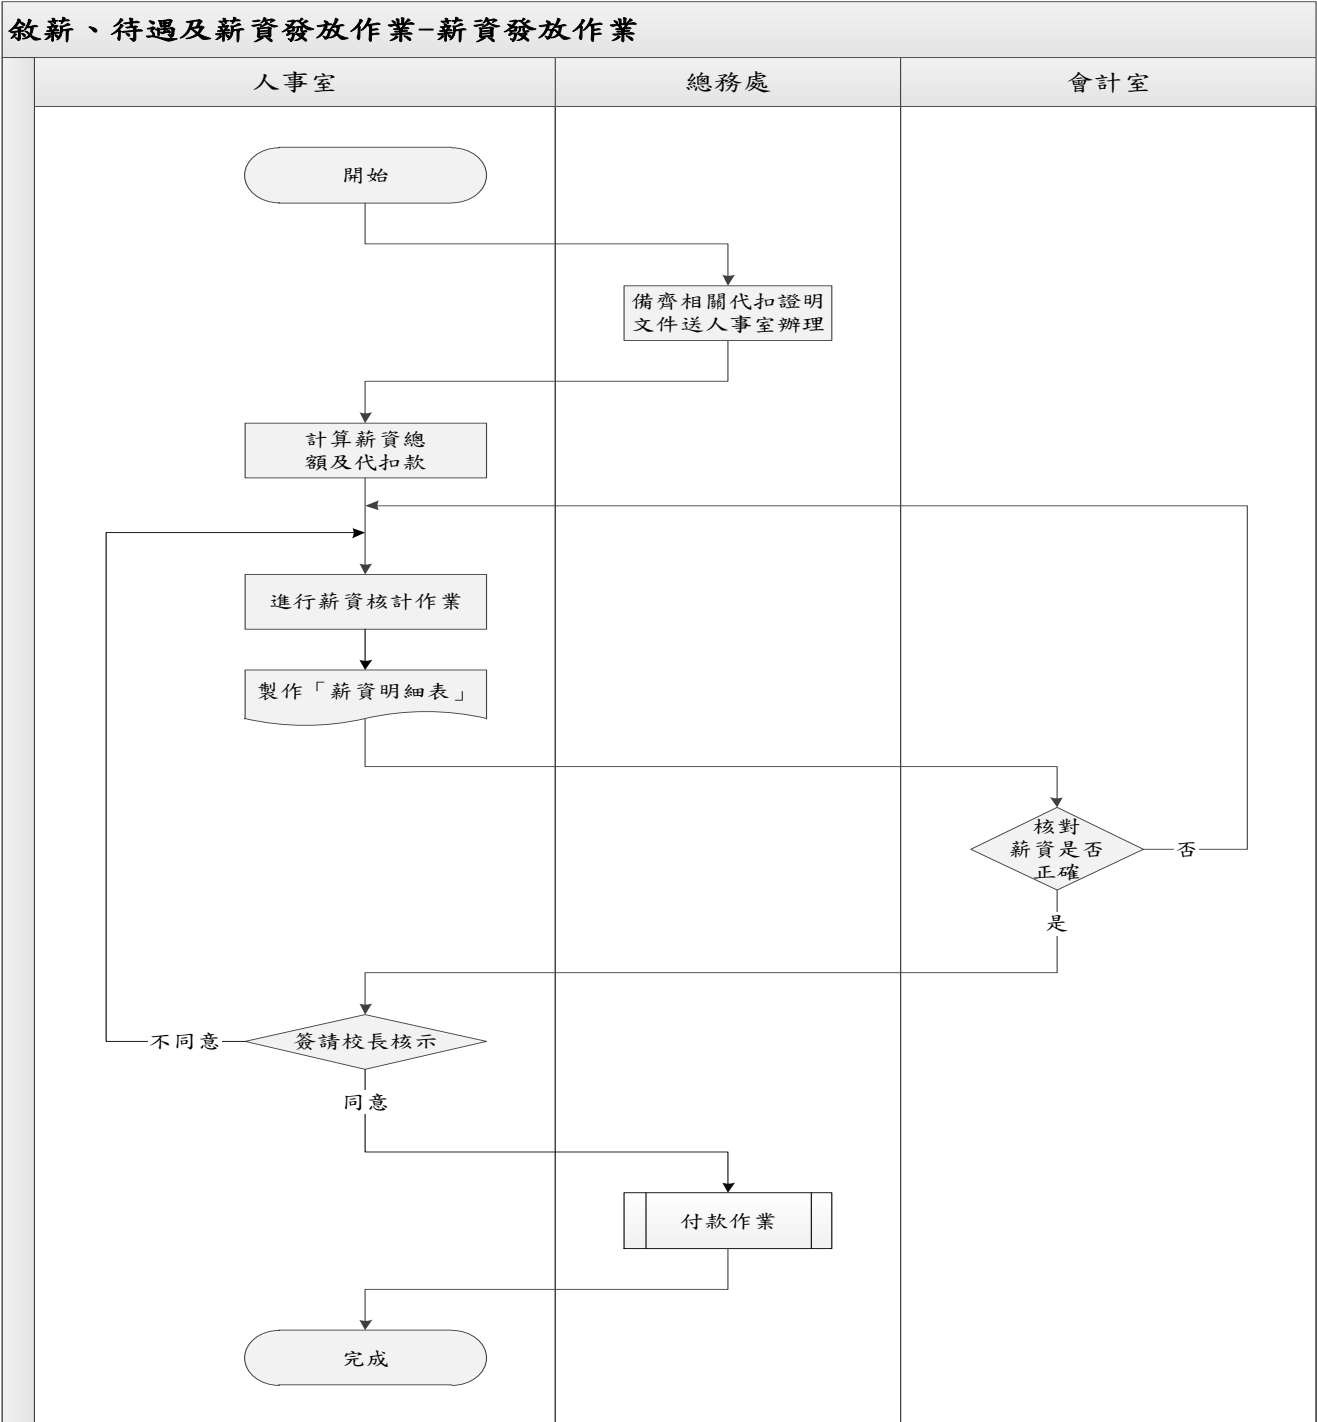 敘薪、待遇及薪資發放作業-薪資發放作業
人事室
總務處
會計室
開始
備齊相關代扣證明
文件送人事室辦理
計算薪資總
額及代扣款
進行薪資核計作業
製作「薪資明細表」
核對
薪資是否
正確
否
是
簽請校長核示
不同意
同意
付款作業
完成